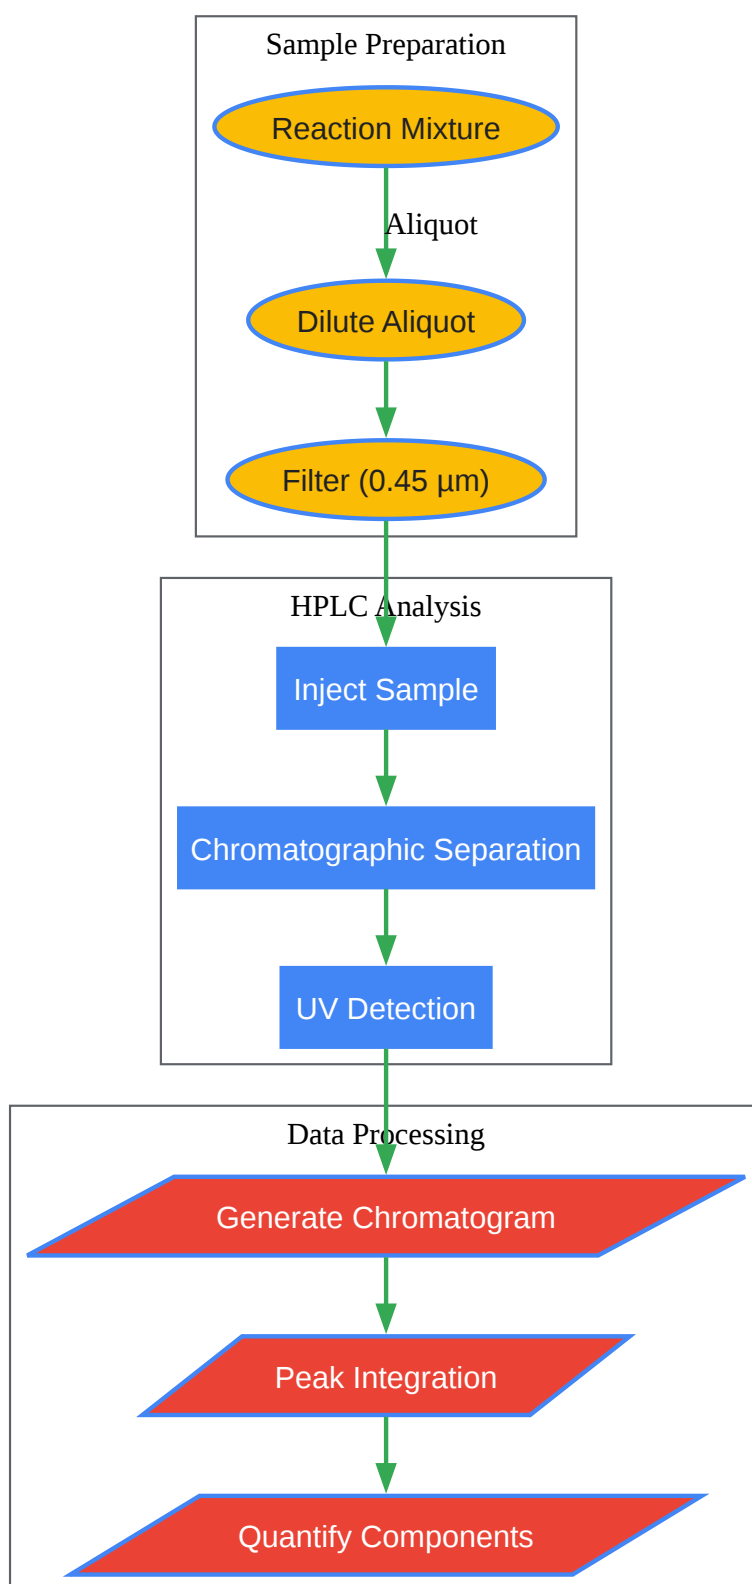 Sample Preparation
Reaction Mixture
Aliquot
Dilute Aliquot
Filter (0.45 µm)
HPLC Analysis
Inject Sample
Chromatographic Separation
UV Detection
Data Processing
Generate Chromatogram
Peak Integration
Quantify Components